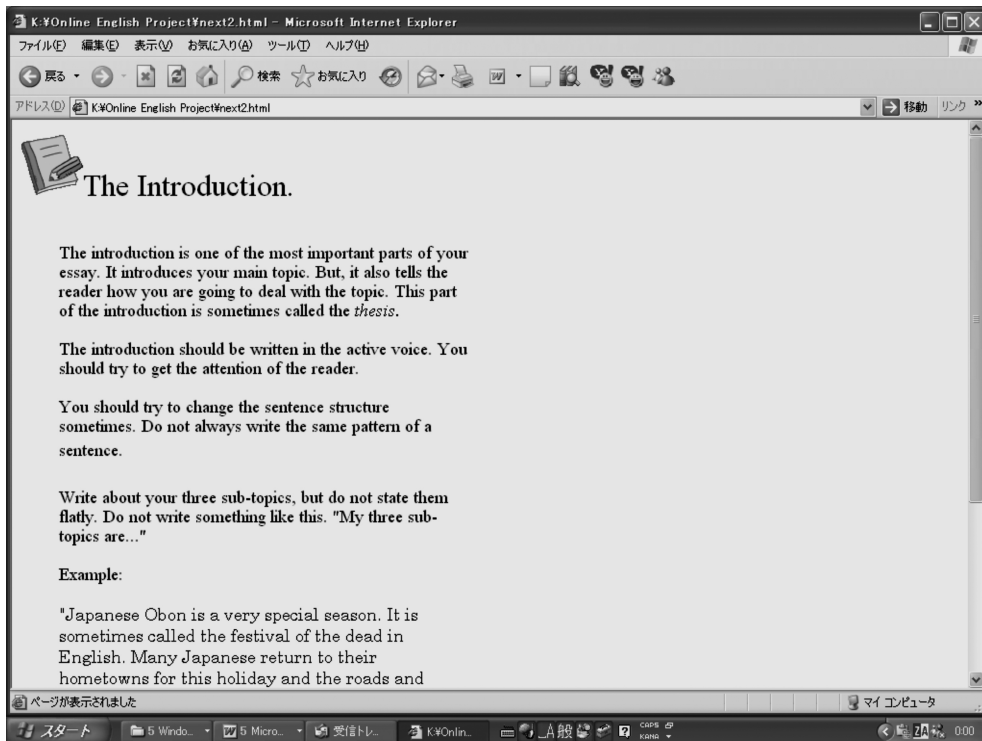 K:¥Online English Project¥next2.html - Microsoft Internet Explorer
ファイル(F) 編集(E) 表示(V) お気に入り(A) ツール(T) ヘルプ(H)
戻る 検索 お気に入り
アドレス(D) K:¥Online English Project¥next2.html 移動 リンク »
The Introduction.
The introduction is one of the most important parts of your
essay. It introduces your main topic. But, it also tells the
reader how you are going to deal with the topic. This part
of the introduction is sometimes called the thesis.
The introduction should be written in the active voice. You
should try to get the attention of the reader.
You should try to change the sentence structure
sometimes. Do not always write the same pattern of a
sentence.
Write about your three sub-topics, but do not state them
flatly. Do not write something like this. "My three sub-
topics are..."
Example:
"Japanese Obon is a very special season. It is
sometimes called the festival of the dead in
English. Many Japanese return to their
hometowns for this holiday and the roads and
ページが表示されました マイ コンピュータ
スタート 5 Windo... 5 Micro... 受信トレ... K:¥Onlin... _A 般 CAPS KANA 0:00